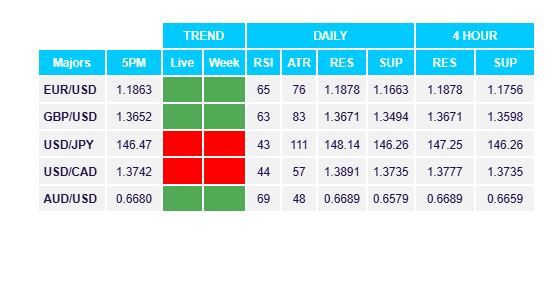 TREND DAILY 4 HOUR
Majors 5PM Live Week RSI ATR RES SUP RES SUP
EUR/USD 1.1863 65 76 1.1878 1.1663 1.1878 1.1756
GBP/USD 1.3652 63 83 1.3671 1.3494 1.3671 1.3598
USD/JPY 146.47 43 111 148.14 146.26 147.25 146.26
USD/CAD 1.3742 44 57 1.3891 1.3735 1.3777 1.3735
AUD/USD 0.6680 69 48 0.6689 0.6579 0.6689 0.6659